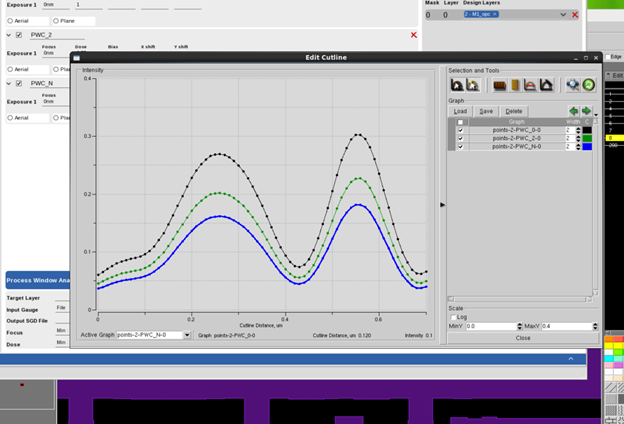 Exposure 1 0nm 1
Mask Layer Design Layers
Aerial Plane
0 0 2 - M1_opc
PWC_2
Focus Dose Bias X shift Y shift
Exposure 1 0nm
Edit Cutline
Edge
Intensity
Selection and Tools
Edit
Aerial
PWC_N
Focus
Exposure 1 0nm
Aerial
Graph
Load Save Delete
Graph Width C
points-2-PWC_0-0 2
points-2-PWC_2-0 2
points-2-PWC_N-0 2
0.4
0.3
0.2
0.1
0
0 0.2 0.4 0.6
Cutline Distance, um
Process Window Ana
Target Layer
Input Gauge File
Output SGD File
Focus Min
Dose Min
Scale
Log
MinY 0.0 MaxY 0.4
Active Graph points-2-PWC_N-0 Graph: points-2-PWC_0-0 Cutline Distance, um 0.120 Intensity 0.1
Close